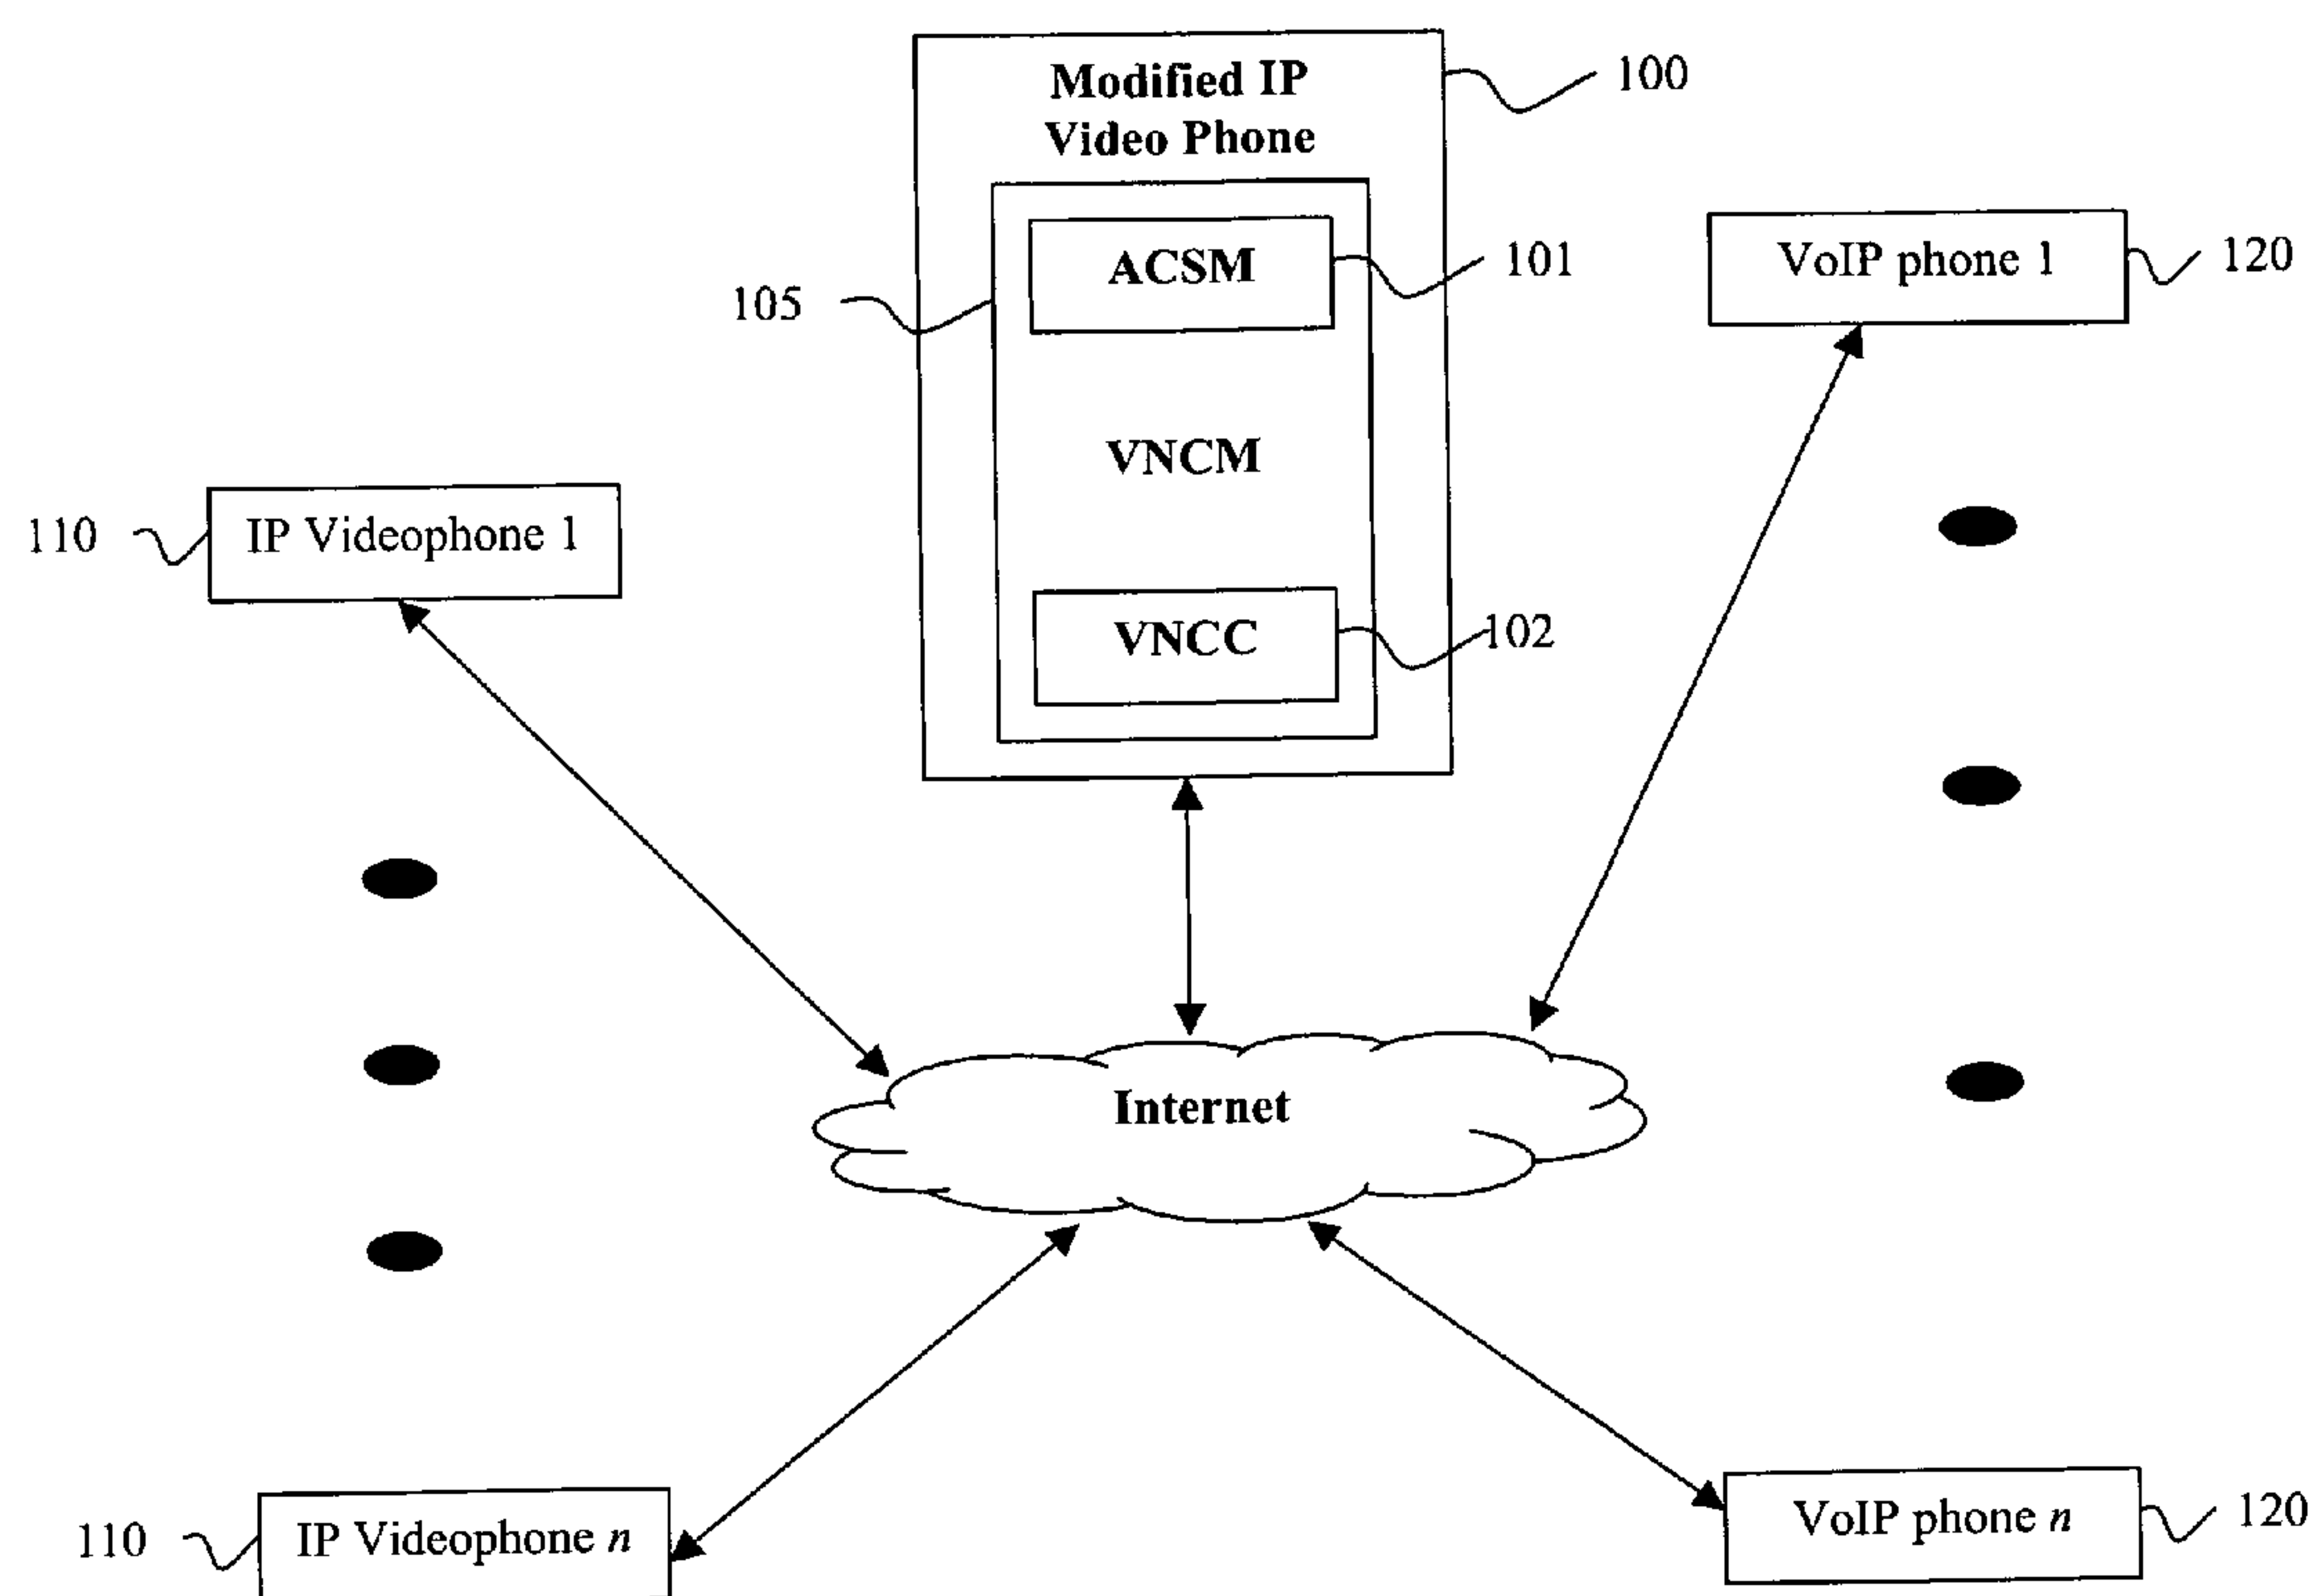 Modified IP
Video Phone
100
ACSM
101
105
VNCM
VNCC
102
VoIP phone 1
120
110
IP Videophone 1
Internet
110
IP Videophone n
VoIP phone n
120